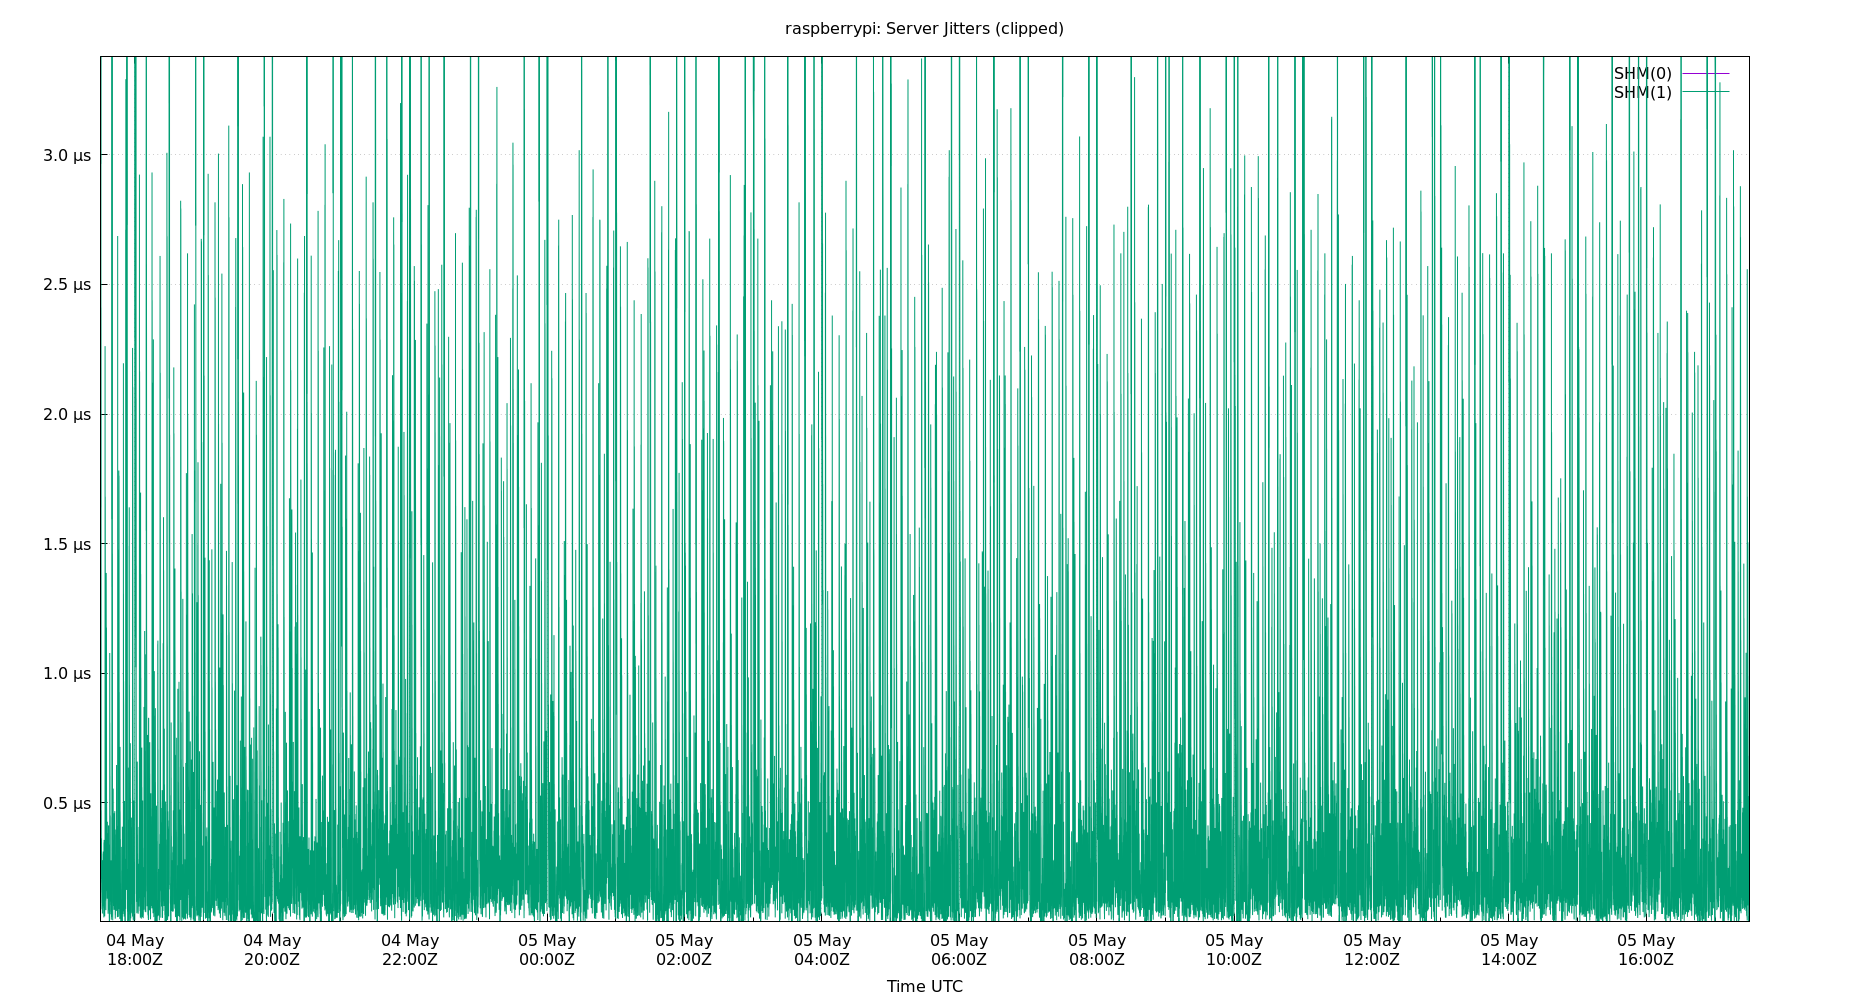 raspberrypi: Server Jitters (clipped)
SHM(0)
SHM(1)
3.0 µs
2.5 µs
2.0 µs
1.5 µs
1.0 µs
0.5 µs
04 May 04 May 04 May 05 May 05 May 05 May 05 May 05 May 05 May 05 May 05 May 05 May
18:00Z 20:00Z 22:00Z 00:00Z 02:00Z 04:00Z 06:00Z 08:00Z 10:00Z 12:00Z 14:00Z 16:00Z
Time UTC